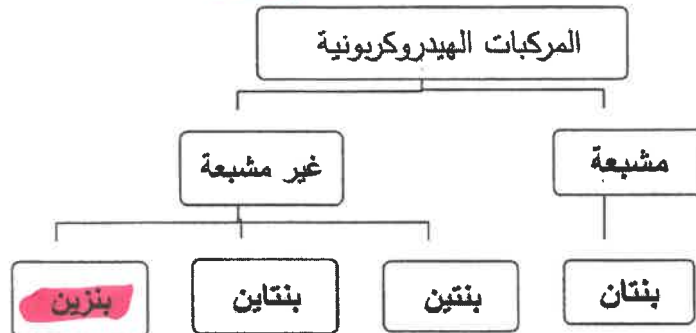 المركبات الهيدروكربونية
مشبعة
غير مشبعة
بنتان
بنتين
بنتاين
بنزين